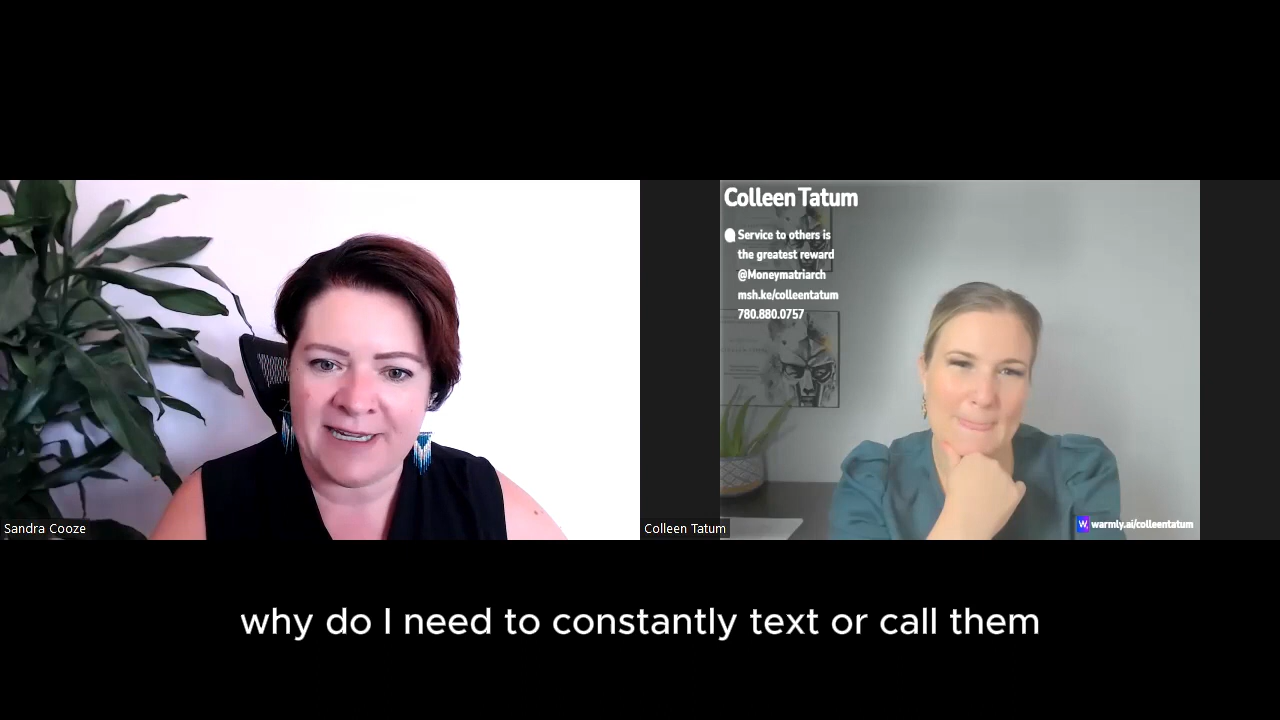 Colleen Tatum
Service to others is
the greatest reward
@Moneymatriarch
msh.ke/colleentatum
780.880.0757
Sandra Cooze
Colleen Tatum
W. warmly.ai/colleentatum
why do I need to constantly text or call them